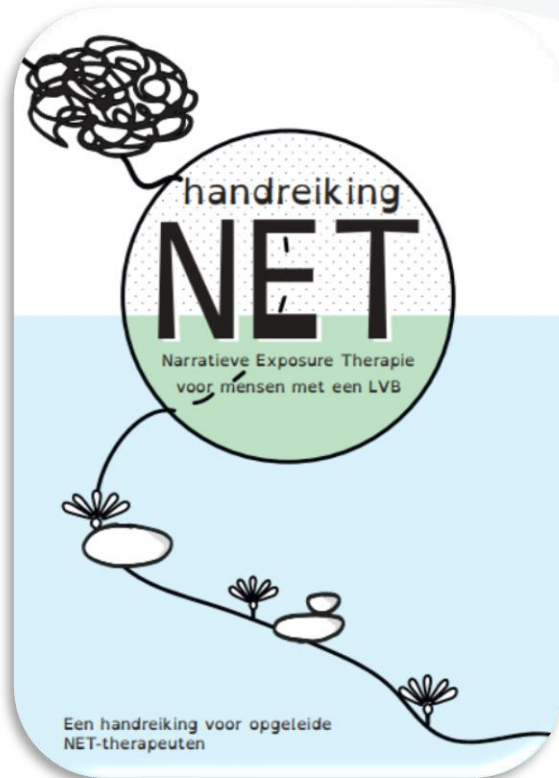 handreiking
NET
Narratieve Exposure Therapie
voor mensen met een LVB
Een handreiking voor opgeleide
NET-therapeuten